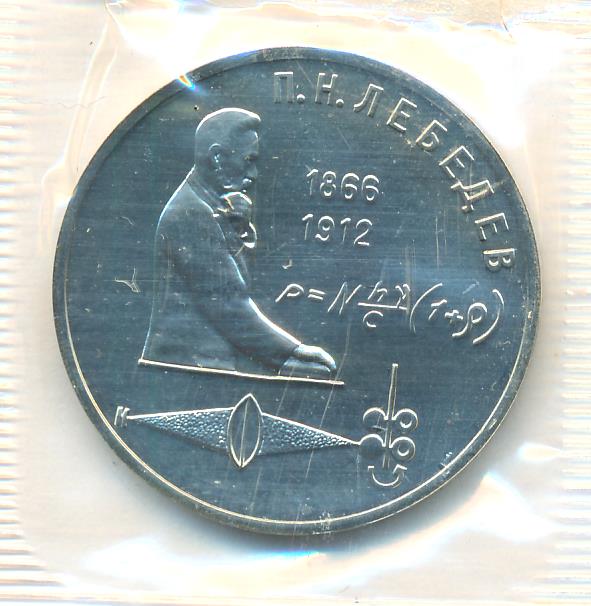 П. Н. ЛЕБЕДЕВ
1866
1912
P = N hν/c (1+ρ)